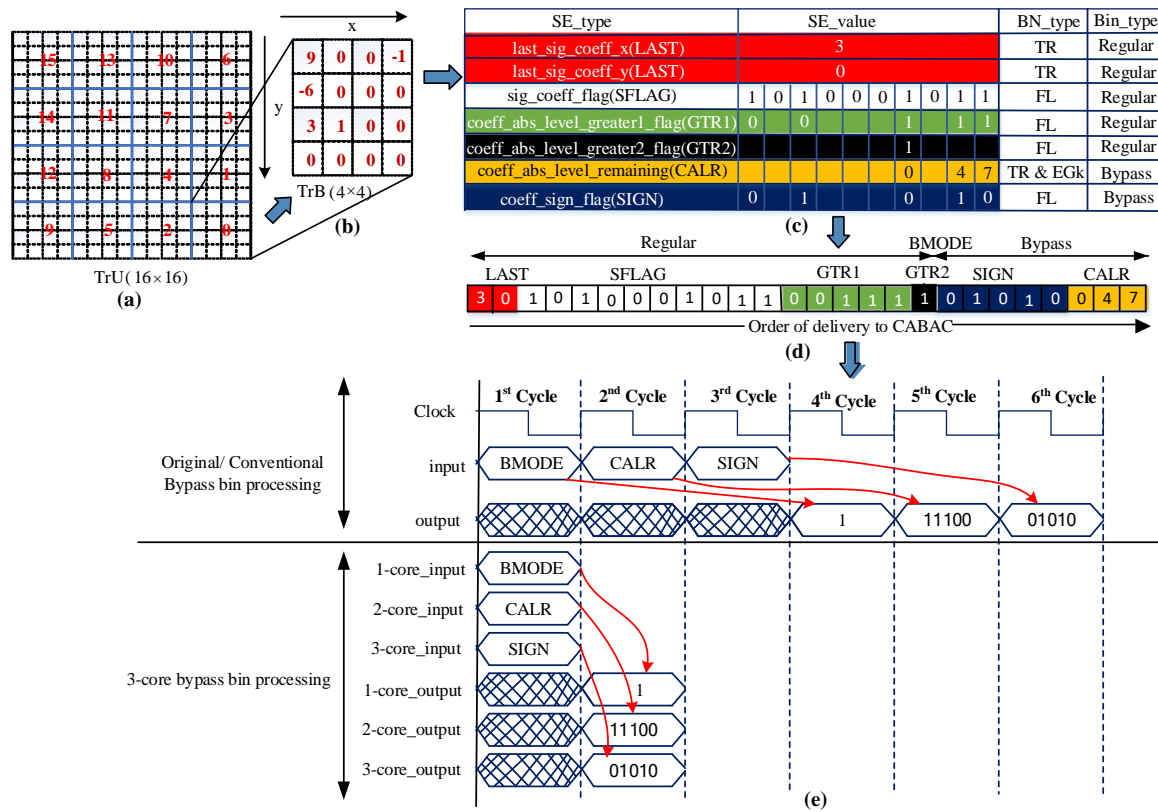 x
15 13 10 6
14 11 7 3
12 8 4 1
9 5 2 0
TrU(16×16)
(a)
y
9 0 0 -1
-6 0 0 0
3 1 0 0
0 0 0 0
TrB (4×4)
(b)
SE_type SE_value BN_type Bin_type
last_sig_coeff_x(LAST) 3 TR Regular
last_sig_coeff_y(LAST) 0 TR Regular
sig_coeff_flag(SFLAG) 1 0 1 0 0 0 1 0 1 1 FL Regular
coeff_abs_level_greater1_flag(GTR1) 0 0 1 1 1 FL Regular
coeff_abs_level_greater2_flag(GTR2) 1 FL Regular
coeff_abs_level_remaining(CALR) 0 4 7 TR & EGk Bypass
coeff_sign_flag(SIGN) 0 1 0 1 0 FL Bypass
(c)
Regular BMODE Bypass
LAST SFLAG GTR1 GTR2 SIGN CALR
3 0 1 0 1 0 0 0 1 0 1 1 0 0 1 1 1 1 0 1 0 1 0 0 4 7
Order of delivery to CABAC
(d)
1st Cycle 2nd Cycle 3rd Cycle 4th Cycle 5th Cycle 6th Cycle
Clock
Original/ Conventional
Bypass bin processing
input BMODE CALR SIGN
output 1 11100 01010
1-core_input BMODE
2-core_input CALR
3-core_input SIGN
3-core bypass bin processing
1-core_output 1
2-core_output 11100
3-core_output 01010
(e)